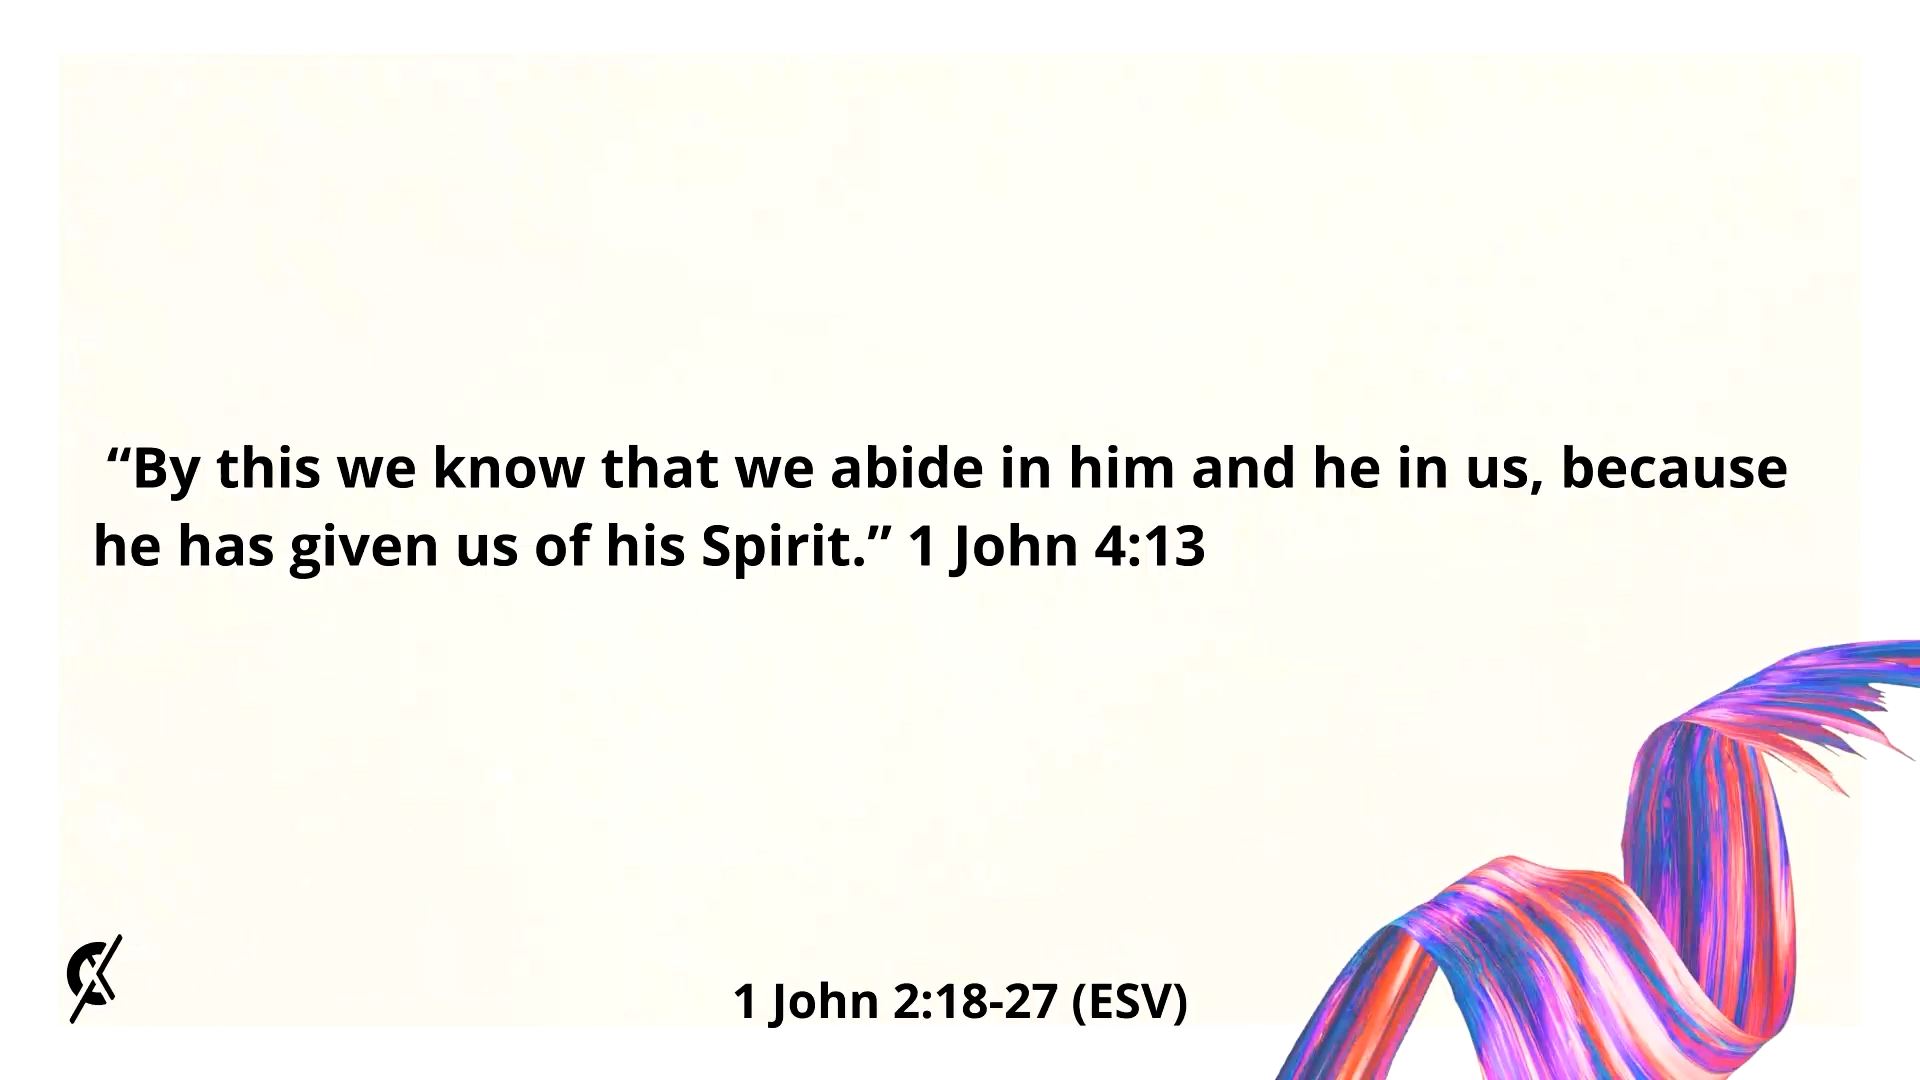 “By this we know that we abide in him and he in us, because
he has given us of his Spirit.” 1 John 4:13
1 John 2:18-27 (ESV)